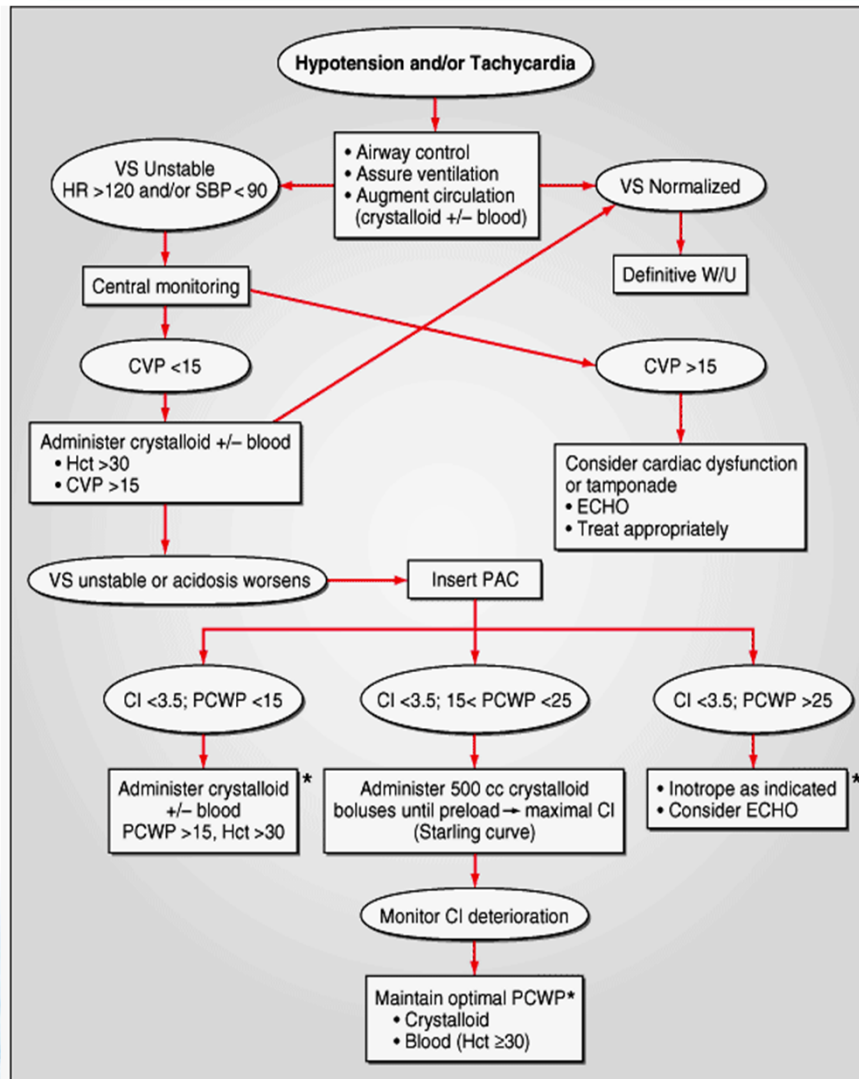 Hypotension and/or Tachycardia
• Airway control
• Assure ventilation
• Augment circulation
(crystalloid +/– blood)
VS Unstable
HR >120 and/or SBP < 90
VS Normalized
Definitive W/U
Central monitoring
CVP <15
CVP >15
Administer crystalloid +/– blood
• Hct >30
• CVP >15
Consider cardiac dysfunction
or tamponade
• ECHO
• Treat appropriately
VS unstable or acidosis worsens
Insert PAC
CI <3.5; PCWP <15
CI <3.5; 15< PCWP <25
CI <3.5; PCWP >25
Administer crystalloid *
+/– blood
PCWP >15, Hct >30
Administer 500 cc crystalloid
boluses until preload → maximal CI
(Starling curve)
• Inotrope as indicated *
• Consider ECHO
Monitor CI deterioration
Maintain optimal PCWP*
• Crystalloid
• Blood (Hct ≥30)